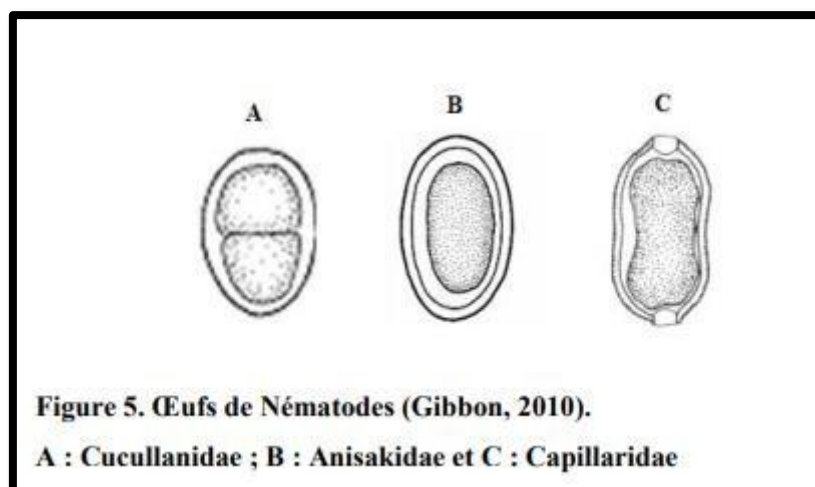 A B C
Figure 5. Œufs de Nématodes (Gibbon, 2010).
A : Cucullanidae ; B : Anisakidae et C : Capillaridae